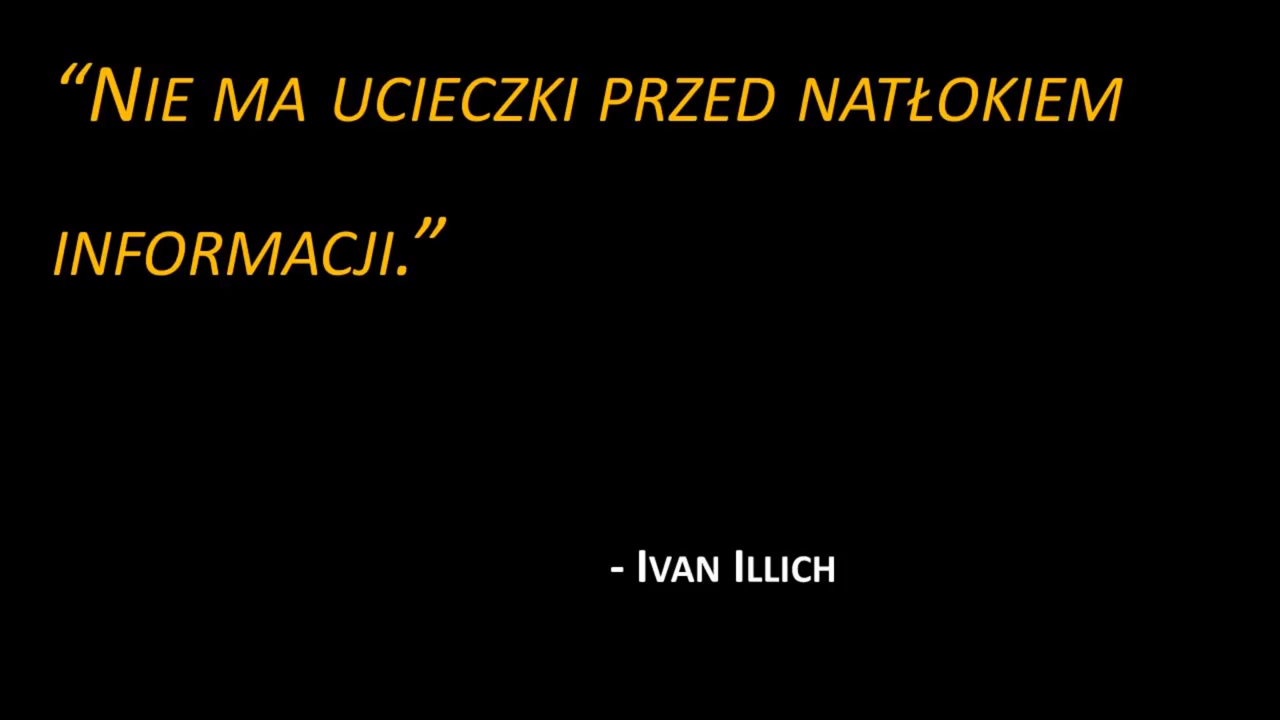 “Nie ma ucieczki przed natłokiem
informacji.”
- Ivan Illich